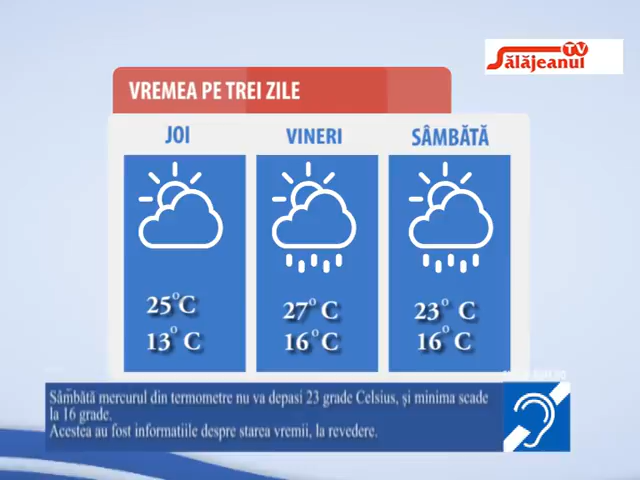 TV
Sălăjeanul
VREMEA PE TREI ZILE
JOI VINERI SÂMBĂTĂ
25°C 27° C 23° C
13° C 16° C 16° C
Sâmbătă mercurul din termometre nu va depasi 23 grade Celsius, și minima scade
la 16 grade.
Acestea au fost informatiile despre starea vremii, la revedere.